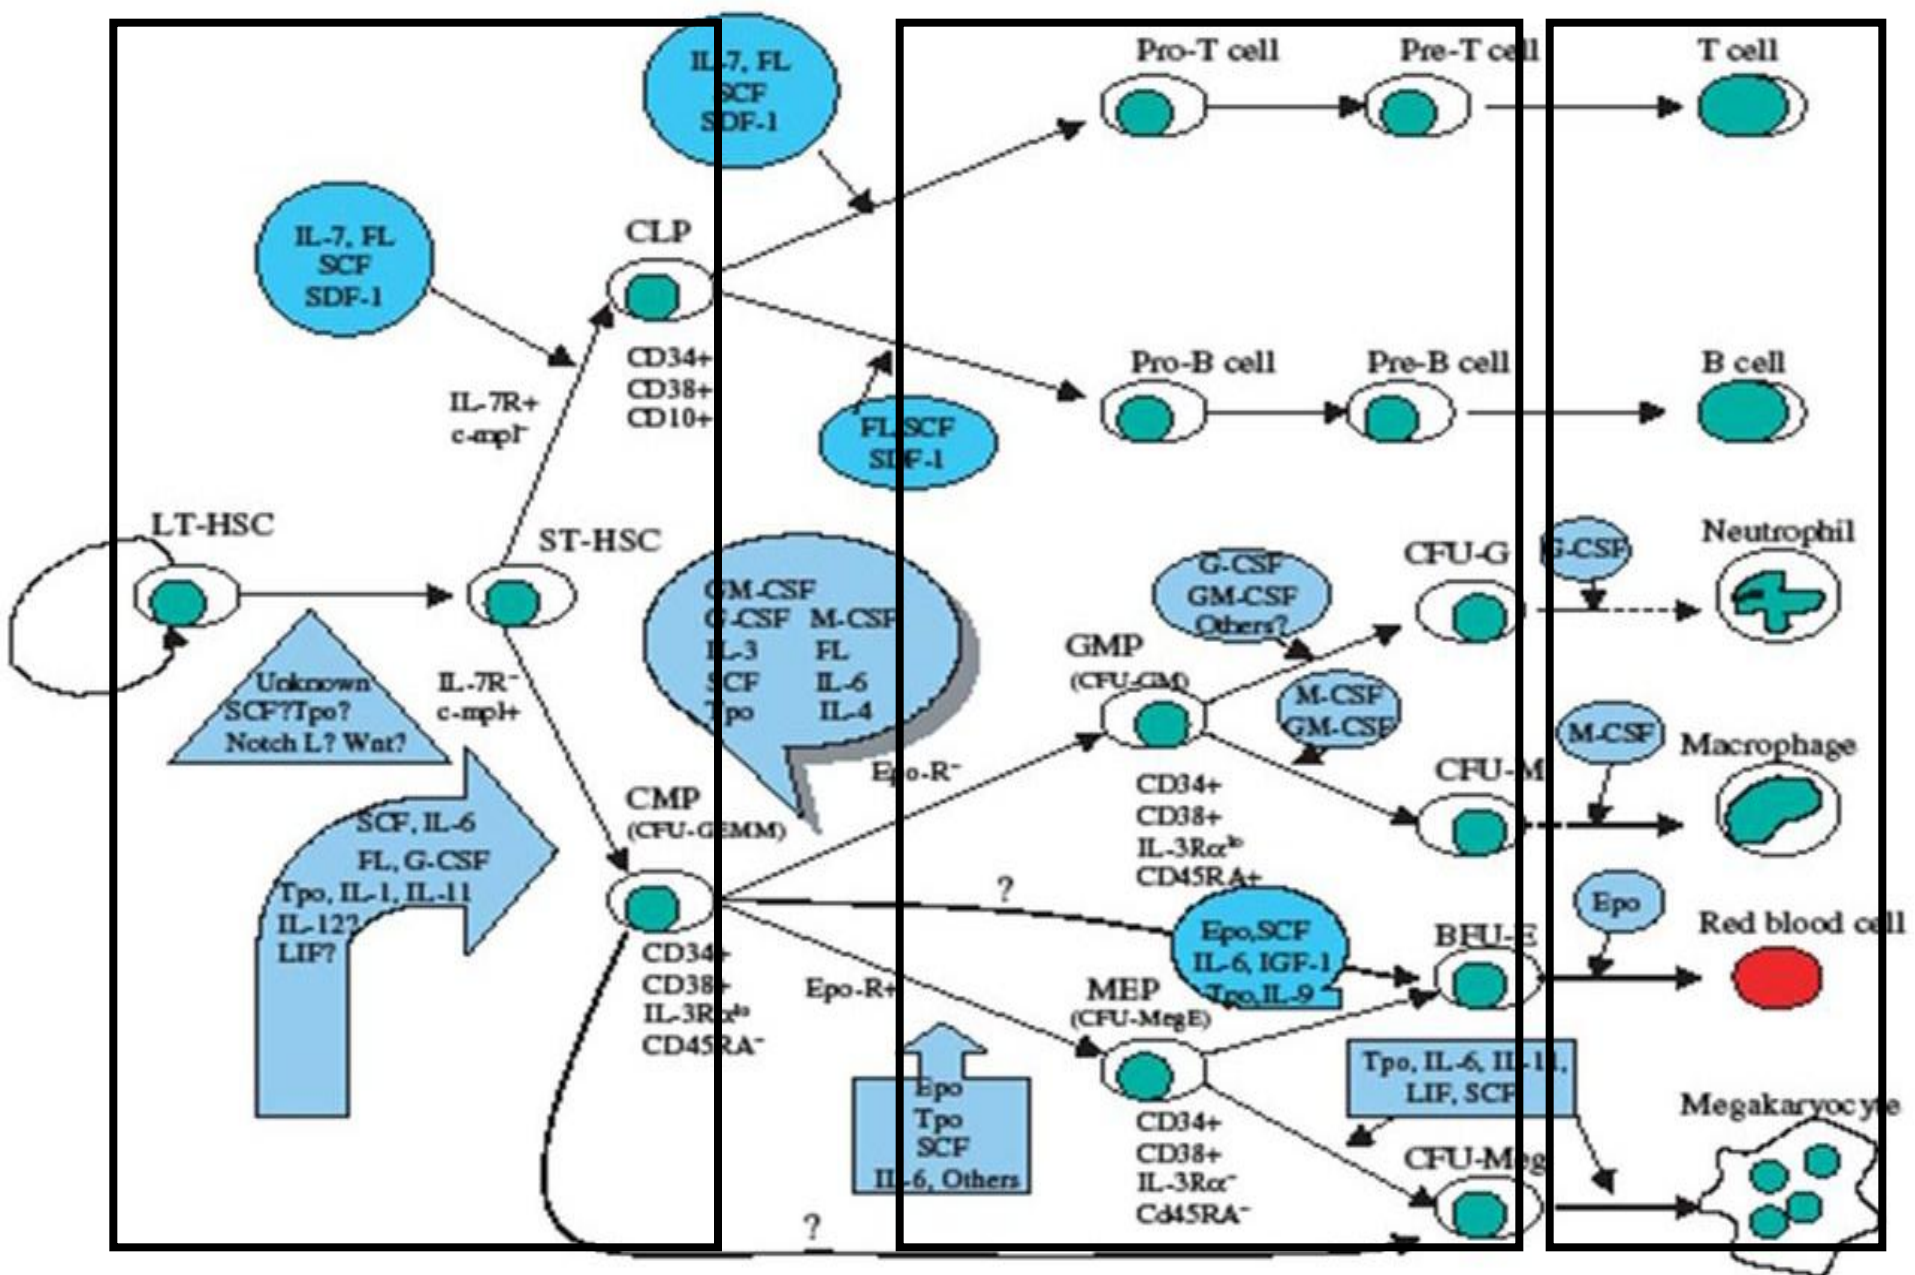 IL-7, FL
SCF
SDF-1
Pro-T cell
Pre-T cell
T cell
IL-7, FL
SCF
SDF-1
CLP
CD34+
CD38+
CD10+
IL-7R+
c-mpl⁻
FL,SCF
SDF-1
Pro-B cell
Pre-B cell
B cell
LT-HSC
ST-HSC
Unknown
SCF?Tpo?
Notch L? Wnt?
IL-7R⁻
c-mpl+
GM-CSF
G-CSF M-CSF
IL-3 FL
SCF IL-6
Tpo IL-4
G-CSF
GM-CSF
Others?
CFU-G
G-CSF
Neutrophil
GMP
(CFU-GM)
M-CSF
GM-CSF
M-CSF
Macrophage
CFU-M
Epo-R⁻
CD34+
CD38+
IL-3Rαˡᵒ
CD45RA+
SCF, IL-6
FL, G-CSF
Tpo, IL-1, IL-11
IL-12?
LIF?
CMP
(CFU-GEMM)
CD34+
CD38+
IL-3Rαˡᵒ
CD45RA⁻
?
Epo,SCF
IL-6, IGF-1
Tpo,IL-9
BFU-E
Epo
Red blood cell
Epo-R+
MEP
(CFU-MegE)
CD34+
CD38+
IL-3Rα⁻
Cd45RA⁻
Epo
Tpo
SCF
IL-6, Others
Tpo, IL-6, IL-11,
LIF, SCF
CFU-Meg
Megakaryocyte
?